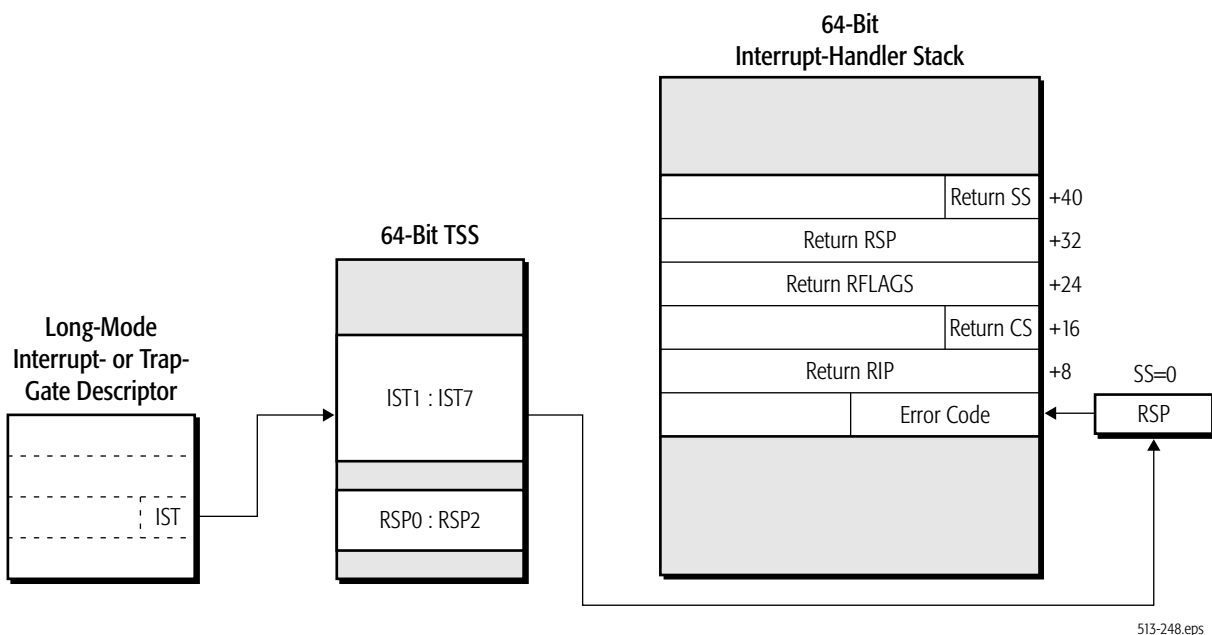 64-Bit
Interrupt-Handler Stack
Return SS +40
64-Bit TSS
Return RSP +32
Return RFLAGS +24
Long-Mode
Interrupt- or Trap-
Gate Descriptor
Return CS +16
IST1 : IST7
Return RIP +8
SS=0
Error Code
RSP
IST
RSP0 : RSP2
513-248.eps